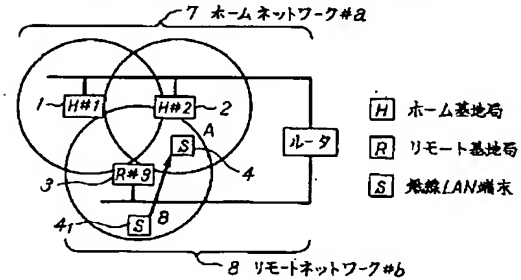 7 ホームネットワーク#a
1 H#1 H#2 2
A
S 4
ルータ
3 R#3
B
4₁ S
8 リモートネットワーク#b
H ホーム基地局
R リモート基地局
S 無線LAN端末